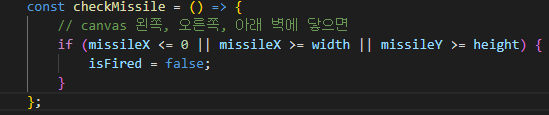 const checkMissile = () => {
// canvas 왼쪽, 오른쪽, 아래 벽에 닿으면
if (missileX <= 0 || missileX >= width || missileY >= height) {
isFired = false;
}
};